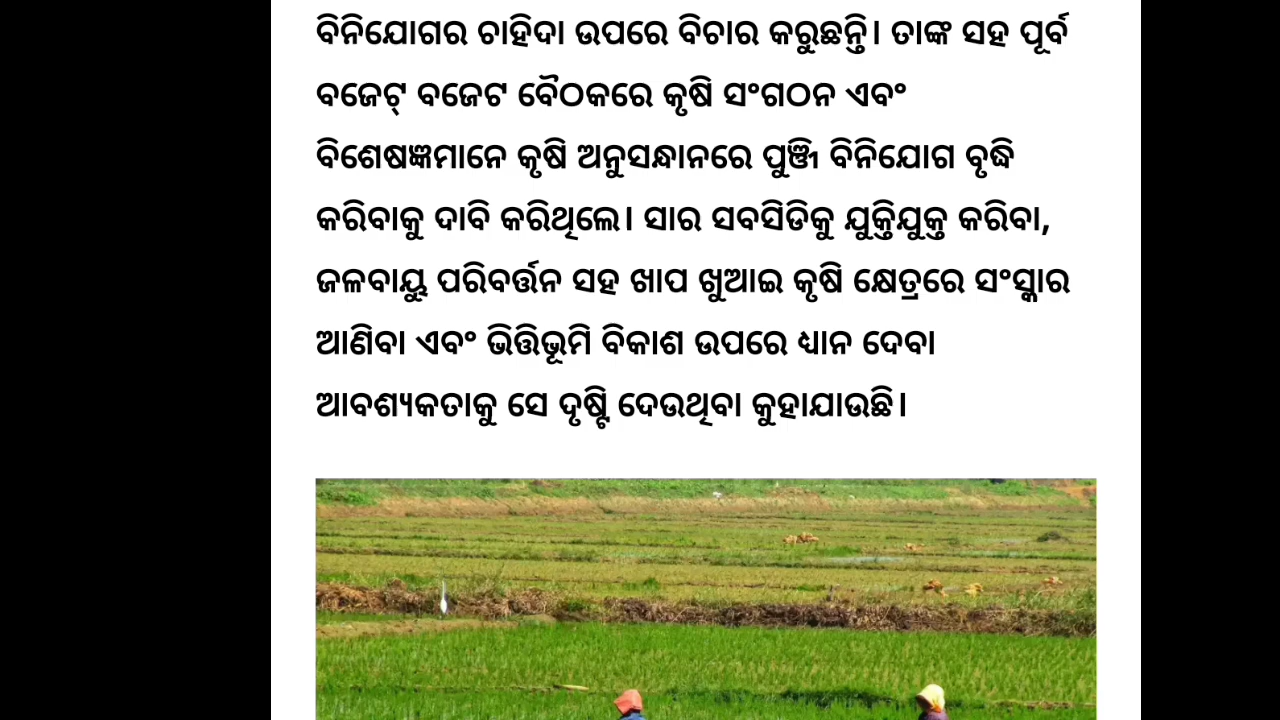 ବିନିଯୋଗର ଚାହିଦା ଉପରେ ବିଚାର କରୁଛନ୍ତି। ତାଙ୍କ ସହ ପୂର୍ବ
ବଜେଟ୍ ବଜେଟ ବୈଠକରେ କୃଷି ସଂଗଠନ ଏବଂ
ବିଶେଷଜ୍ଞମାନେ କୃଷି ଅନୁସନ୍ଧାନରେ ପୁଞ୍ଜି ବିନିଯୋଗ ବୃଦ୍ଧି
କରିବାକୁ ଦାବି କରିଥିଲେ। ସାର ସବସିଡିକୁ ଯୁକ୍ତିଯୁକ୍ତ କରିବା,
ଜଳବାୟୁ ପରିବର୍ତ୍ତନ ସହ ଖାପ ଖୁଆଇ କୃଷି କ୍ଷେତ୍ରରେ ସଂସ୍କାର
ଆଣିବା ଏବଂ ଭିତ୍ତିଭୂମି ବିକାଶ ଉପରେ ଧ୍ୟାନ ଦେବା
ଆବଶ୍ୟକତାକୁ ସେ ଦୃଷ୍ଟି ଦେଉଥିବା କୁହାଯାଉଛି।